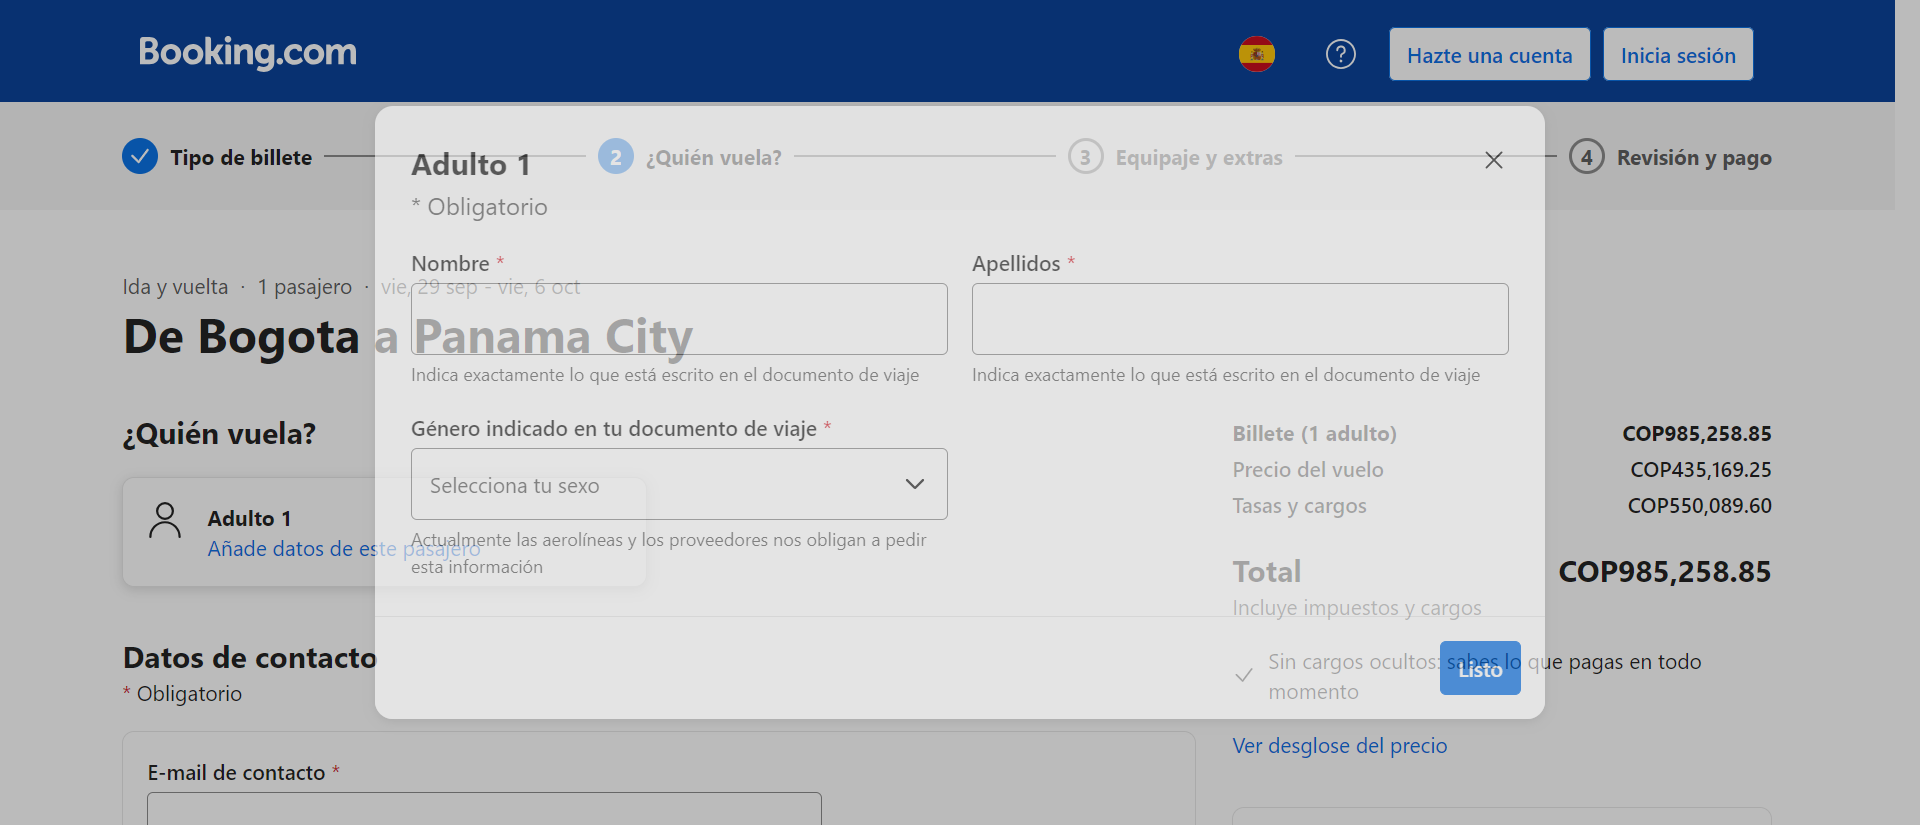 Booking.com
Hazte una cuenta
Inicia sesión
Tipo de billete
2 ¿Quién vuela?
3 Equipaje y extras
4 Revisión y pago
Adulto 1
* Obligatorio
Nombre *
Indica exactamente lo que está escrito en el documento de viaje
Apellidos *
Indica exactamente lo que está escrito en el documento de viaje
Género indicado en tu documento de viaje *
Selecciona tu sexo
Actualmente las aerolíneas y los proveedores nos obligan a pedir
esta información
Listo
Ida y vuelta · 1 pasajero · vie, 29 sep - vie, 6 oct
De Bogota a Panama City
¿Quién vuela?
Adulto 1
Añade datos de este pasajero
Datos de contacto
* Obligatorio
E-mail de contacto *
Billete (1 adulto) COP985,258.85
Precio del vuelo COP435,169.25
Tasas y cargos COP550,089.60
Total COP985,258.85
Incluye impuestos y cargos
Sin cargos ocultos: sabes lo que pagas en todo
momento
Ver desglose del precio